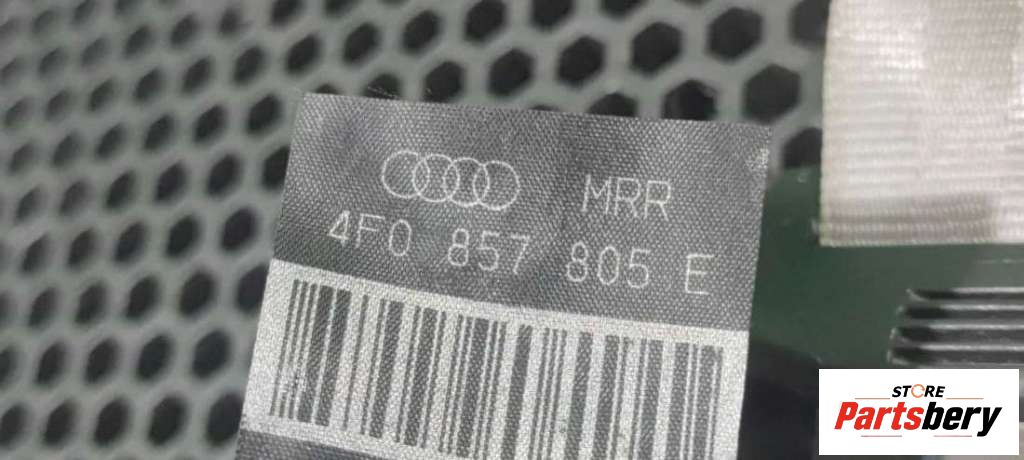 MRR
4F0 857 805 E
STORE
Partsbery